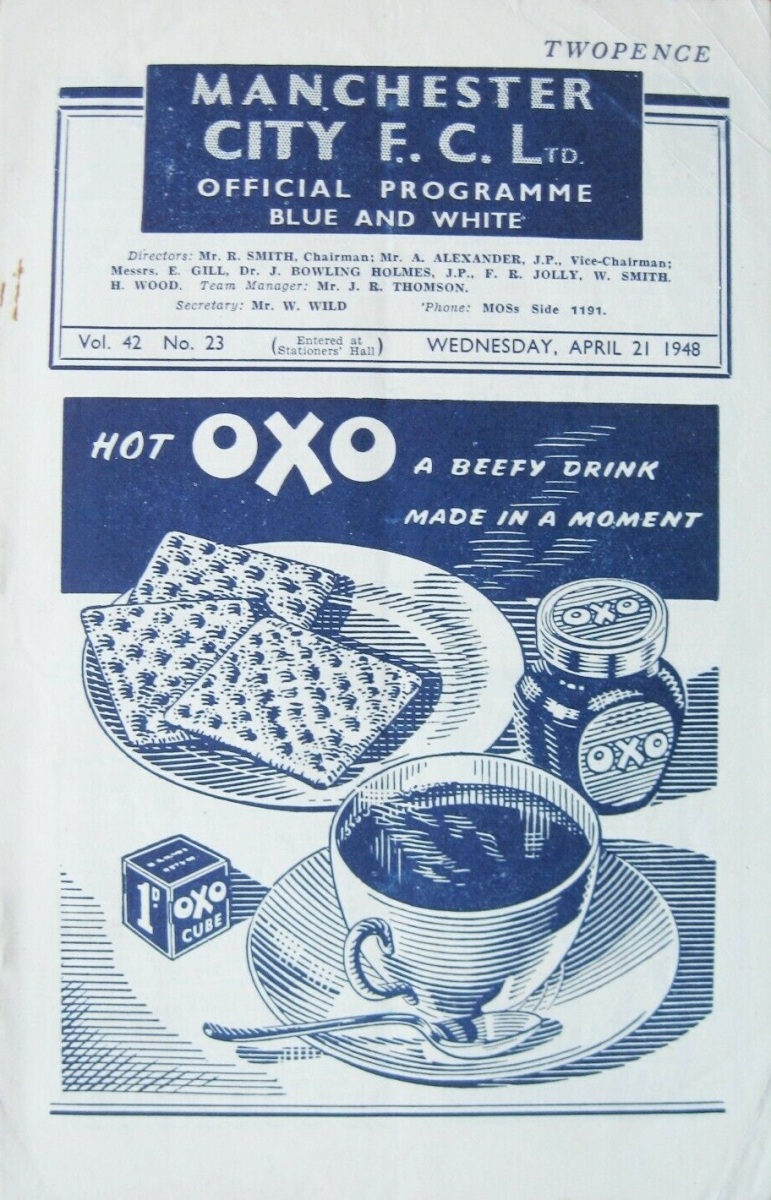 TWOPENCE
MANCHESTER
CITY F.C. LTD.
OFFICIAL PROGRAMME
BLUE AND WHITE
Directors: Mr. R. SMITH, Chairman; Mr. A. ALEXANDER, J.P., Vice-Chairman;
Messrs. E. GILL, Dr. J. BOWLING HOLMES, J.P., F. R. JOLLY, W. SMITH.
H. WOOD. Team Manager: Mr. J. R. THOMSON.
Secretary: Mr. W. WILD 'Phone: MOSs Side 1191.
Vol. 42 No. 23 (Entered at Stationers' Hall) WEDNESDAY, APRIL 21 1948
HOT OXO A BEEFY DRINK
MADE IN A MOMENT
OXO
OXO
1D. OXO
CUBE